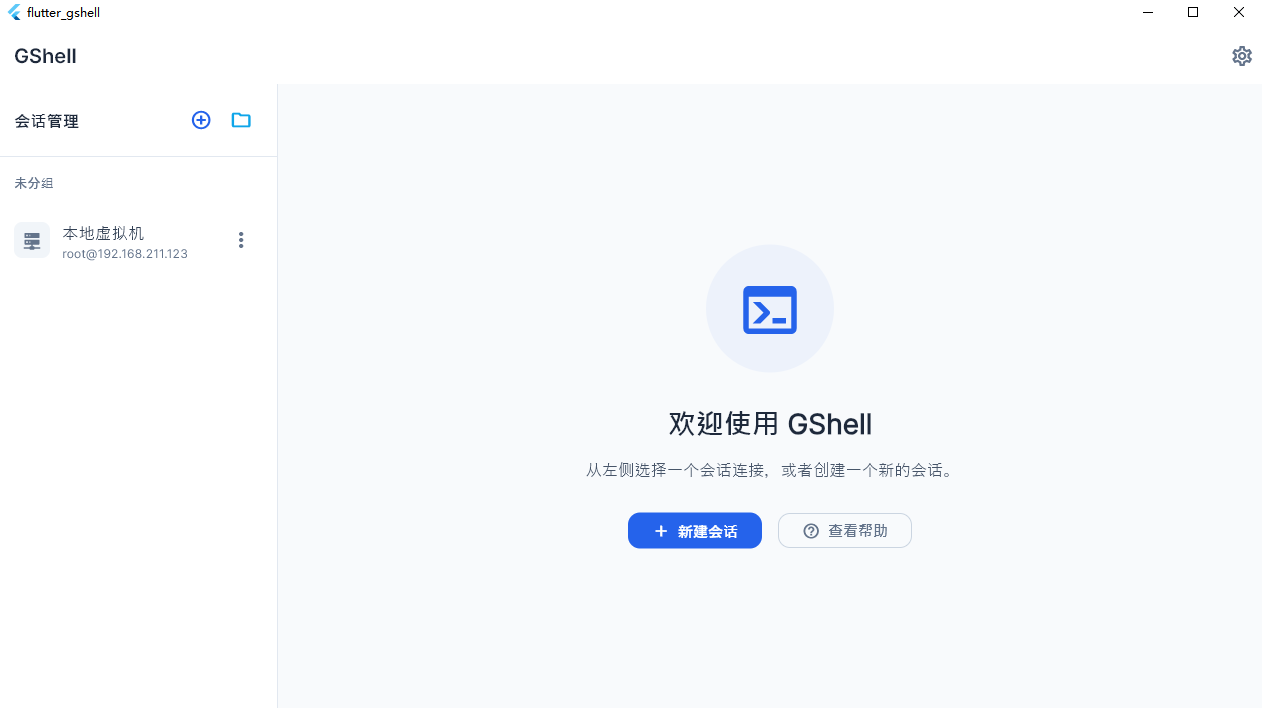 flutter_gshell
GShell
会话管理
未分组
本地虚拟机
root@192.168.211.123
欢迎使用 GShell
从左侧选择一个会话连接，或者创建一个新的会话。
新建会话
查看帮助